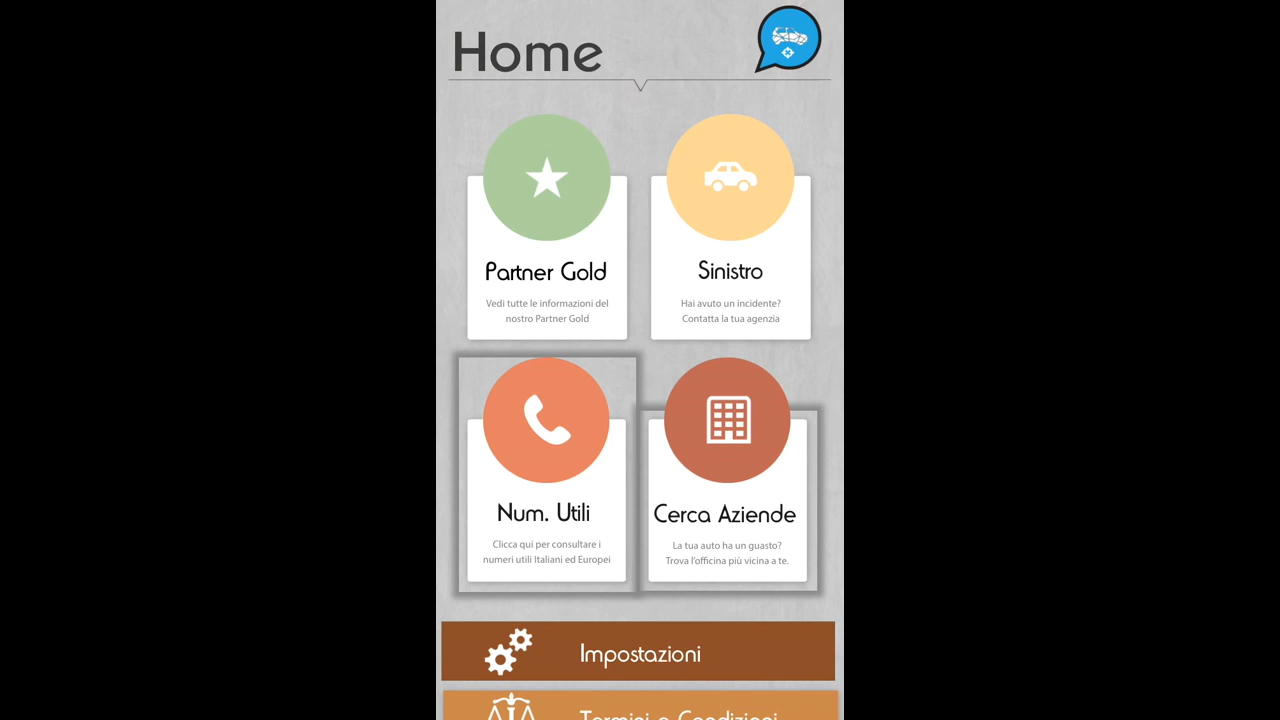 Home
Partner Gold
Vedi tutte le informazioni del
nostro Partner Gold
Sinistro
Hai avuto un incidente?
Contatta la tua agenzia
Num. Utili
Clicca qui per consultare i
numeri utili Italiani ed Europei
Cerca Aziende
La tua auto ha un guasto?
Trova l'officina più vicina a te.
Impostazioni
Termini e Condizioni